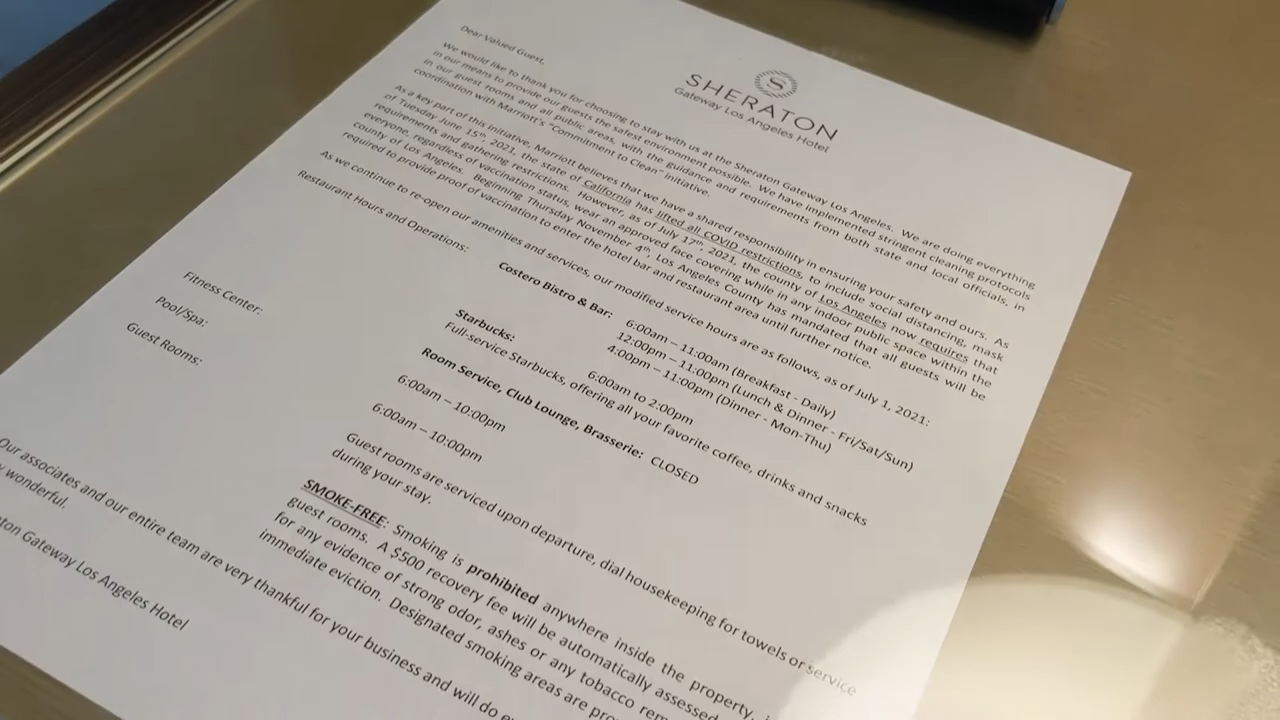 SHERATON
Gateway Los Angeles Hotel
Dear Valued Guest,
We would like to thank you for choosing to stay with us at the Sheraton Gateway Los Angeles. We are doing everything
in our means to provide our guests the safest environment possible. We have implemented stringent cleaning protocols
in our guest rooms and all public areas, with the guidance and requirements from both state and local officials, in
coordination with Marriott's "Commitment to Clean" initiative.
As a key part of this initiative, Marriott believes that we have a shared responsibility in ensuring your safety and ours. As
of Tuesday June 15th, 2021, the state of California has lifted all COVID restrictions, to include social distancing, mask
requirements and gathering restrictions. However, as of July 17th, 2021, the county of Los Angeles now requires that
everyone, regardless of vaccination status, wear an approved face covering while in any indoor public space within the
county of Los Angeles. Beginning Thursday November 4th, Los Angeles County has mandated that all guests will be
required to provide proof of vaccination to enter the hotel bar and restaurant area until further notice.
As we continue to re-open our amenities and services, our modified service hours are as follows, as of July 1, 2021:
Restaurant Hours and Operations:
Costero Bistro & Bar: 6:00am – 11:00am (Breakfast - Daily)
12:00pm – 11:00pm (Lunch & Dinner - Fri/Sat/Sun)
4:00pm – 11:00pm (Dinner - Mon-Thu)
Starbucks: 6:00am to 2:00pm
Full-service Starbucks, offering all your favorite coffee, drinks and snacks
Room Service, Club Lounge, Brasserie: CLOSED
Fitness Center: 6:00am – 10:00pm
Pool/Spa: 6:00am – 10:00pm
Guest Rooms: Guest rooms are serviced upon departure, dial housekeeping for towels or service
during your stay.
SMOKE-FREE: Smoking is prohibited anywhere inside the property,
guest rooms. A $500 recovery fee will be automatically assessed
for any evidence of strong odor, ashes or any tobacco
immediate eviction. Designated smoking areas are
Our associates and our entire team are very thankful for your business and will do
wonderful.
Gateway Los Angeles Hotel